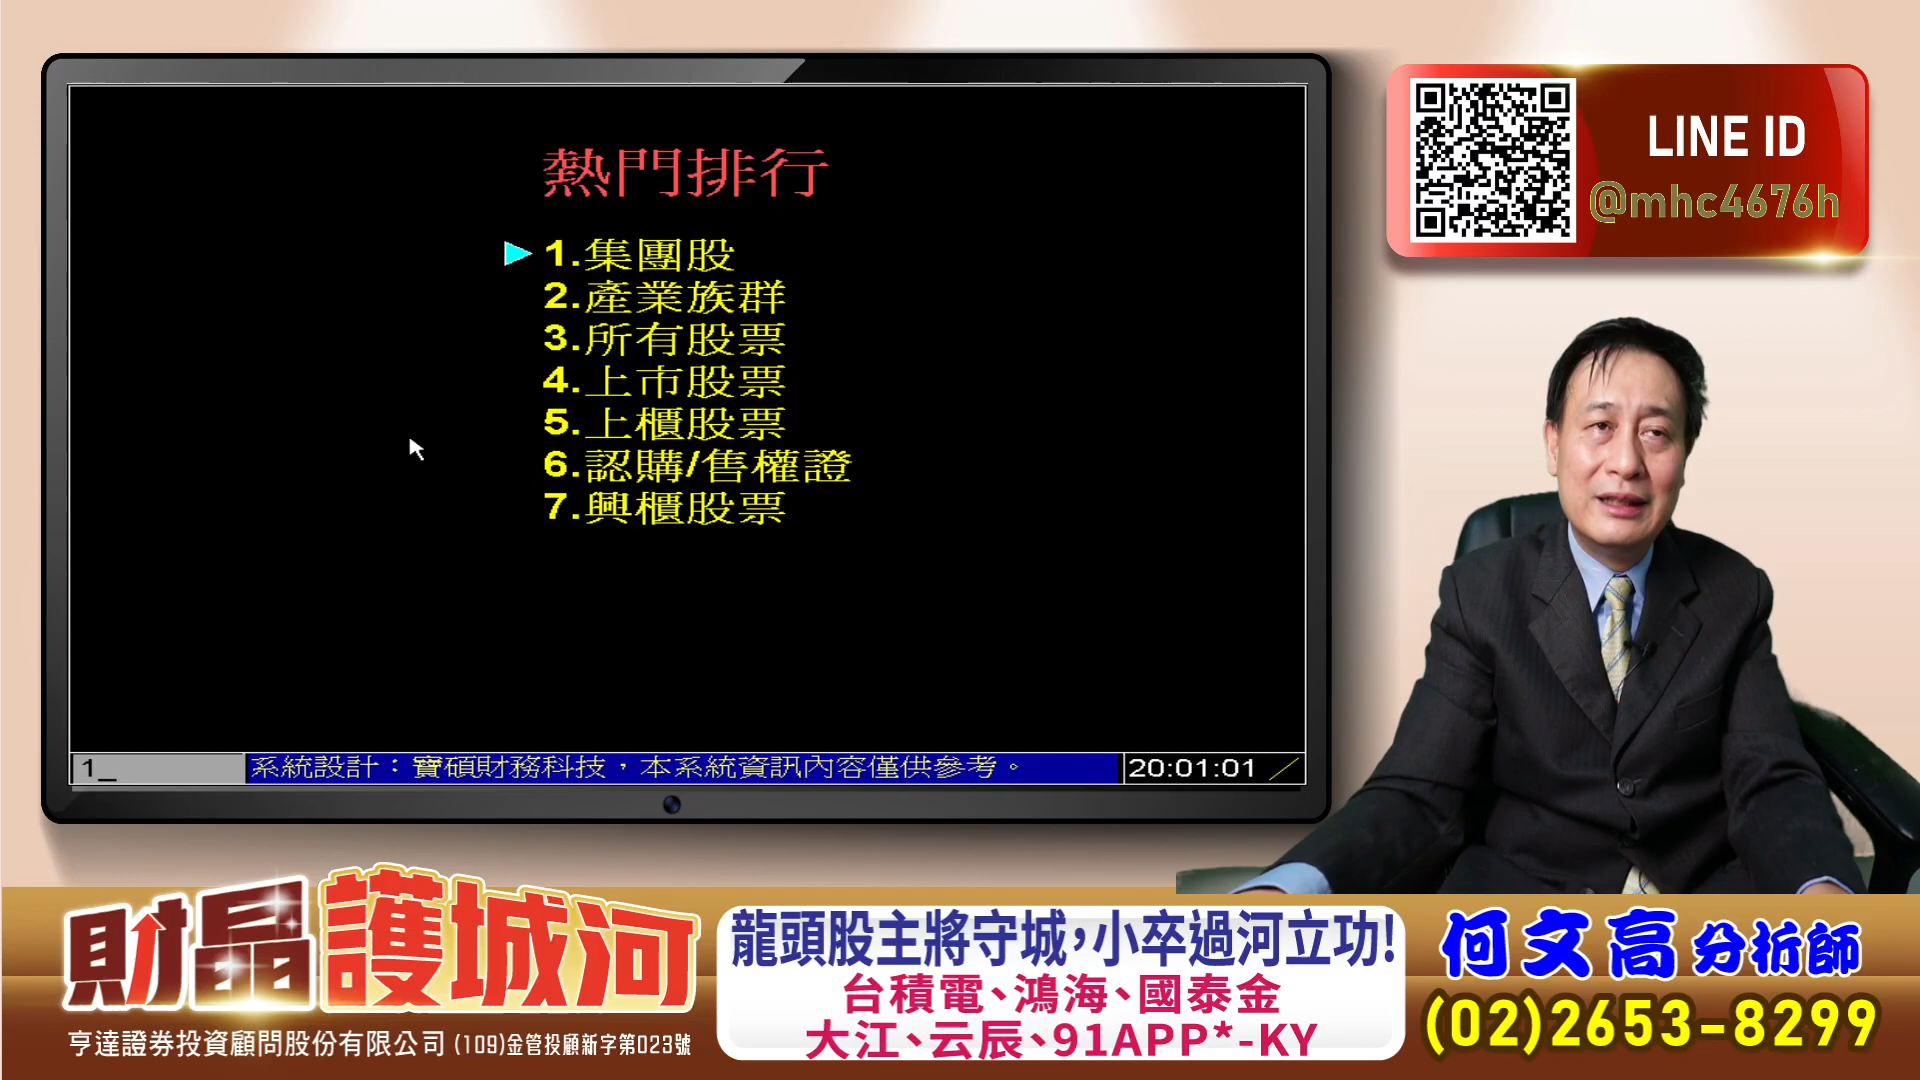 熱門排行
1.集團股
2.產業族群
3.所有股票
4.上市股票
5.上櫃股票
6.認購/售權證
7.興櫃股票
1_
系統設計：寶碩財務科技，本系統資訊內容僅供參考。
20:01:01
LINE ID
@mhc4676h
財晶護城河
亨達證券投資顧問股份有限公司 (109)金管投顧新字第023號
龍頭股主將守城，小卒過河立功!
台積電、鴻海、國泰金
大江、云辰、91APP*-KY
何文高分析師
(02)2653-8299